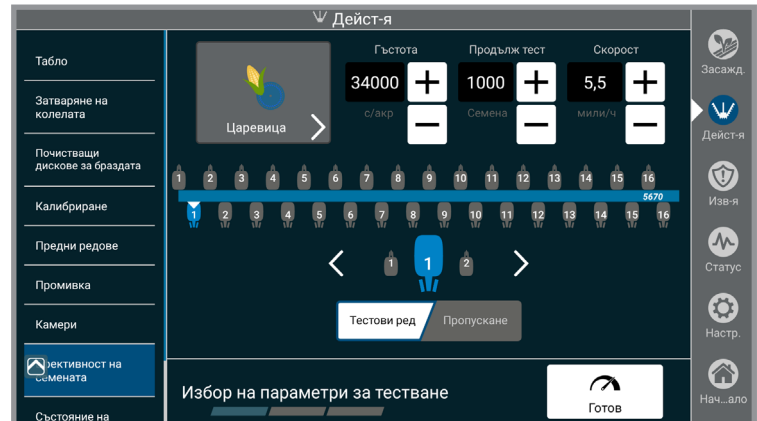 Дейст-я
Табло
Затваряне на
колелата
Почистващи
дискове за браздата
Калибриране
Предни редове
Промивка
Камери
семената
Състояние на
Царевица
Гъстота
34000
с/акр
Продълж тест
1000
Семена
Скорост
5,5
мили/ч
1 2 3 4 5 6 7 8 9 10 11 12 13 14 15 16
5670
1 2 3 4 5 6 7 8 9 10 11 12 13 14 15 16
1 1 2
Тестови ред Пропускане
Избор на параметри за тестване
Готов
Засажд.
Дейст-я
Изв-я
Статус
Настр.
Нач...ало